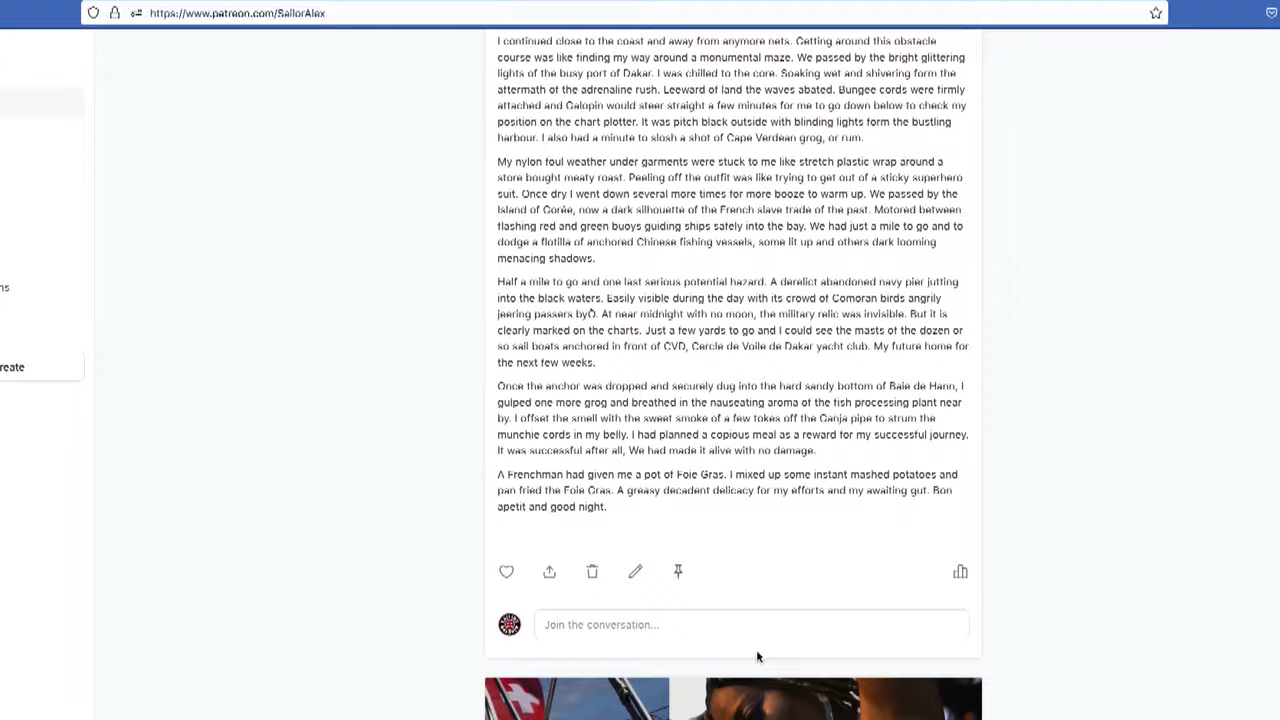 https://www.patreon.com/SailorAlex
I continued close to the coast and away from anymore nets. Getting around this obstacle
course was like finding my way around a monumental maze. We passed by the bright glittering
lights of the busy port of Dakar. I was chilled to the core. Soaking wet and shivering form the
aftermath of the adrenaline rush. Leeward of land the waves abated. Bungee cords were firmly
attached and Galopin would steer straight a few minutes for me to go down below to check my
position on the chart plotter. It was pitch black outside with blinding lights form the bustling
harbour. I also had a minute to slosh a shot of Cape Verdean grog, or rum.
My nylon foul weather under garments were stuck to me like stretch plastic wrap around a
store bought meaty roast. Peeling off the outfit was like trying to get out of a sticky superhero
suit. Once dry I went down several more times for more booze to warm up. We passed by the
Island of Gorée, now a dark silhouette of the French slave trade of the past. Motored between
flashing red and green buoys guiding ships safely into the bay. We had just a mile to go and to
dodge a flotilla of anchored Chinese fishing vessels, some lit up and others dark looming
menacing shadows.
ns
Half a mile to go and one last serious potential hazard. A derelict abandoned navy pier jutting
into the black waters. Easily visible during the day with its crowd of Comoran birds angrily
jeering passers by. At near midnight with no moon, the military relic was invisible. But it is
clearly marked on the charts. Just a few yards to go and I could see the masts of the dozen or
so sail boats anchored in front of CVD, Cercle de Voile de Dakar yacht club. My future home for
the next few weeks.
reate
Once the anchor was dropped and securely dug into the hard sandy bottom of Baie de Hann, I
gulped one more grog and breathed in the nauseating aroma of the fish processing plant near
by. I offset the smell with the sweet smoke of a few tokes off the Ganja pipe to strum the
munchie cords in my belly. I had planned a copious meal as a reward for my successful journey.
It was successful after all, We had made it alive with no damage.
A Frenchman had given me a pot of Foie Gras. I mixed up some instant mashed potatoes and
pan fried the Foie Gras. A greasy decadent delicacy for my efforts and my awaiting gut. Bon
apetit and good night.
Join the conversation...